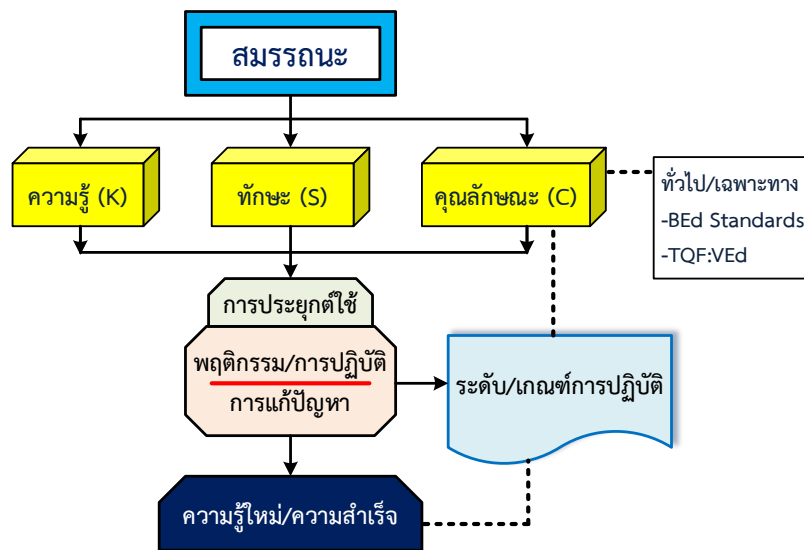 สมรรถนะ
ความรู้ (K)
ทักษะ (S)
คุณลักษณะ (C)
ทั่วไป/เฉพาะทาง
-BEd Standards
-TQF:VEd
การประยุกต์ใช้
พฤติกรรม/การปฏิบัติ
การแก้ปัญหา
ระดับ/เกณฑ์การปฏิบัติ
ความรู้ใหม่/ความสำเร็จ